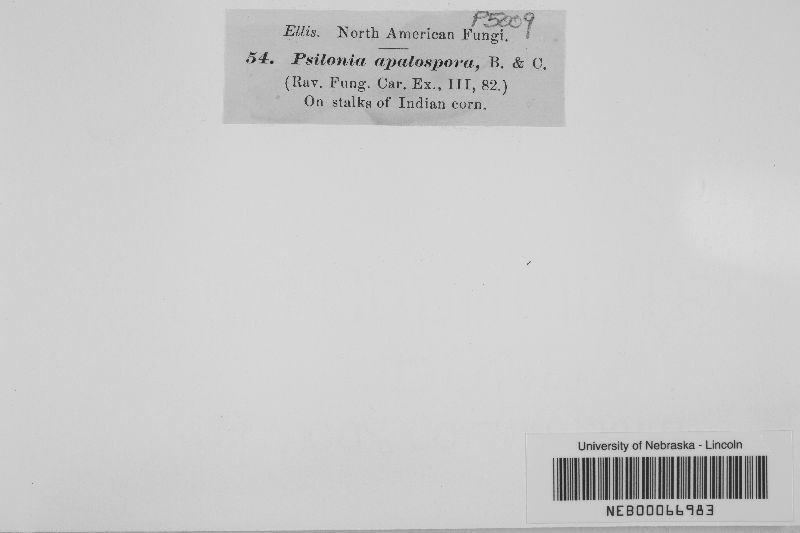 P5009
Ellis. North American Fungi.
54. Psilonia apalospora, B. & C.
(Rav. Fung. Car. Ex., III, 82.)
On stalks of Indian corn.
University of Nebraska - Lincoln
NEB00066983